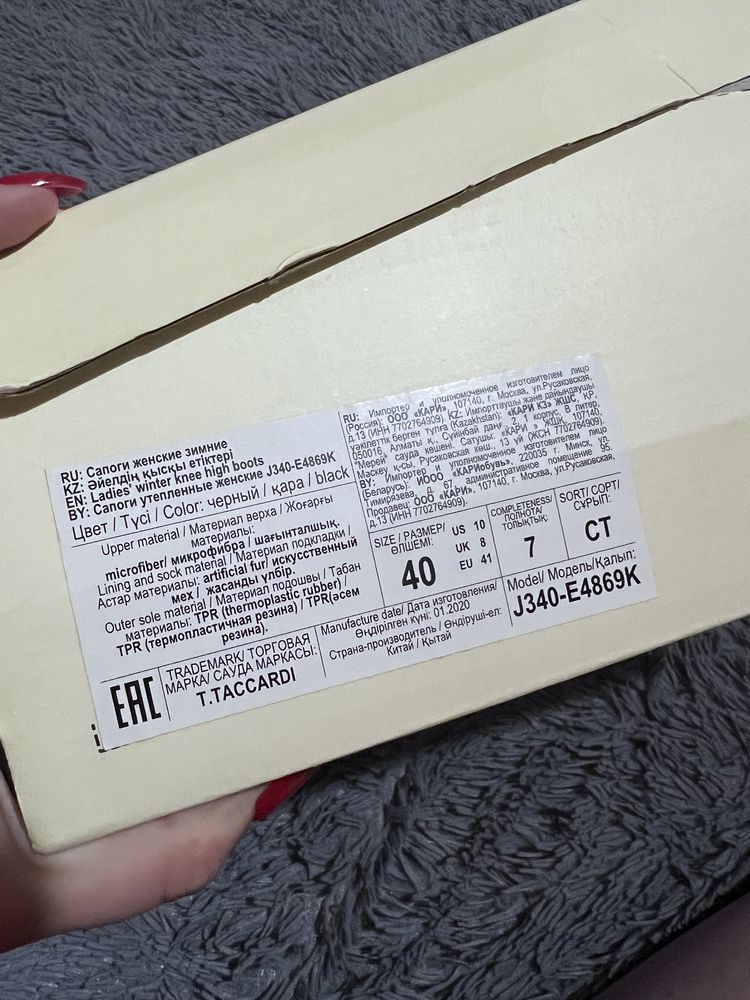 RU: Сапоги женские зимние
KZ: Әйелдің қысқы етіктері
EN: Ladies' winter knee high boots
BY: Сапоги утепленные женские J340-E4869K
Цвет / Түсі / Color: черный / қара / black
Upper material / Материал верха / Жоғарғы
материалы:
microfiber/ микрофибра / шағынталшық.
Lining and sock material / Материал подкладки /
Астар материалы: artificial fur/ искусственный
мех / жасанды үлбір.
Outer sole material / Материал подошвы / Табан
материалы: TPR (thermoplastic rubber) /
TPR (термопластичная резина) / TPR(әсем
резина).
EAC
TRADEMARK/ ТОРГОВАЯ
МАРКА/ САУДА МАРКАСЫ:
T.TACCARDI
RU: Импортер и уполномоченное изготовителем лицо
(Россия): ООО «КАРИ», 107140, г. Москва, ул.Русаковская,
д.13 (ИНН 7702764909). KZ: Импорттаушы және дайындаушы
уәкілеттік берген тұлға (Kazakhstan): «КАРИ КЗ» ЖШС, ҚР,
050016, Алматы қ., Суйінбай даңғ., 2, 1 корпус. В литер,
"Мерей" сауда кешені. Сатушы: «КАРИ » ЖШҚ, 107140,
Мәскеу қ-сы, Русаковская көш., 13 үй (ЖСН 7702764909).
BY: Импортер и уполномоченное изготовителем лицо
(Беларусь): ИООО «КАРИобувь», 220035 г. Минск, ул.
Тимирязева, д. 67, административное помещение 95.
Продавец: ООО «КАРИ», 107140, г. Москва, ул.Русаковская,
д.13 (ИНН 7702764909).
SIZE / РАЗМЕР/
ӨЛШЕМІ:
40
US 10
UK 8
EU 41
COMPLETENESS/
ПОЛНОТА/
ТОЛЫҚТЫҚ:
7
SORT/ СОРТ/
СҰРЫП:
СТ
Manufacture date/ Дата изготовления/
Өндірілген күні: 01.2020
Страна-производитель / Өндіруші-ел:
Китай / Қытай
Model/ Модель/Қалып:
J340-E4869K